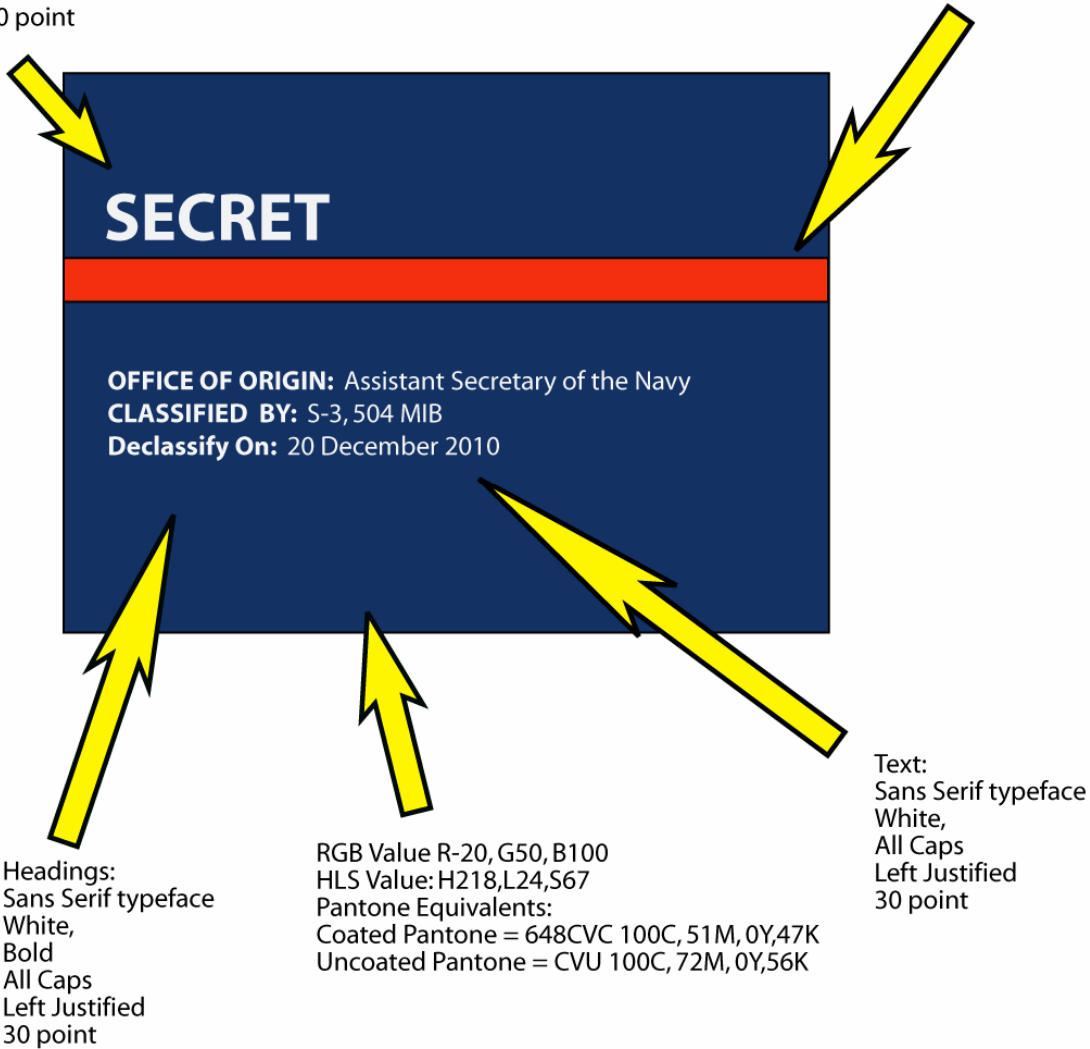 point
SECRET
OFFICE OF ORIGIN: Assistant Secretary of the Navy
CLASSIFIED BY: S-3, 504 MIB
Declassify On: 20 December 2010
Headings:
Sans Serif typeface
White,
Bold
All Caps
Left Justified
30 point
RGB Value R-20, G50, B100
HLS Value: H218,L24,S67
Pantone Equivalents:
Coated Pantone = 648CVC 100C, 51M, 0Y,47K
Uncoated Pantone = CVU 100C, 72M, 0Y,56K
Text:
Sans Serif typeface
White,
All Caps
Left Justified
30 point